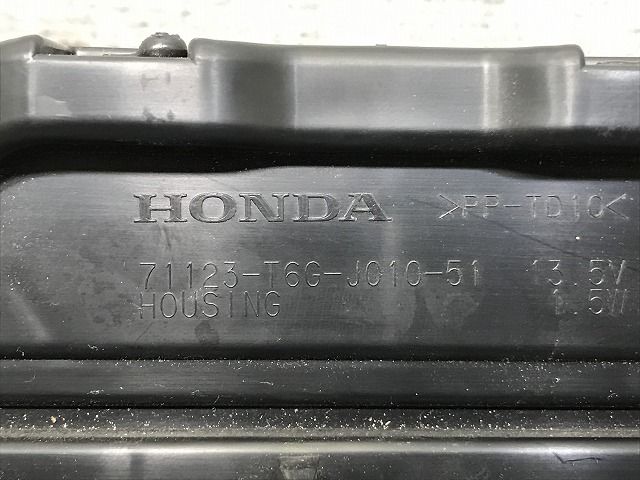 HONDA >PP-TD10<
71123-T6G-J010-51 13.5V
HOUSING 1.5W